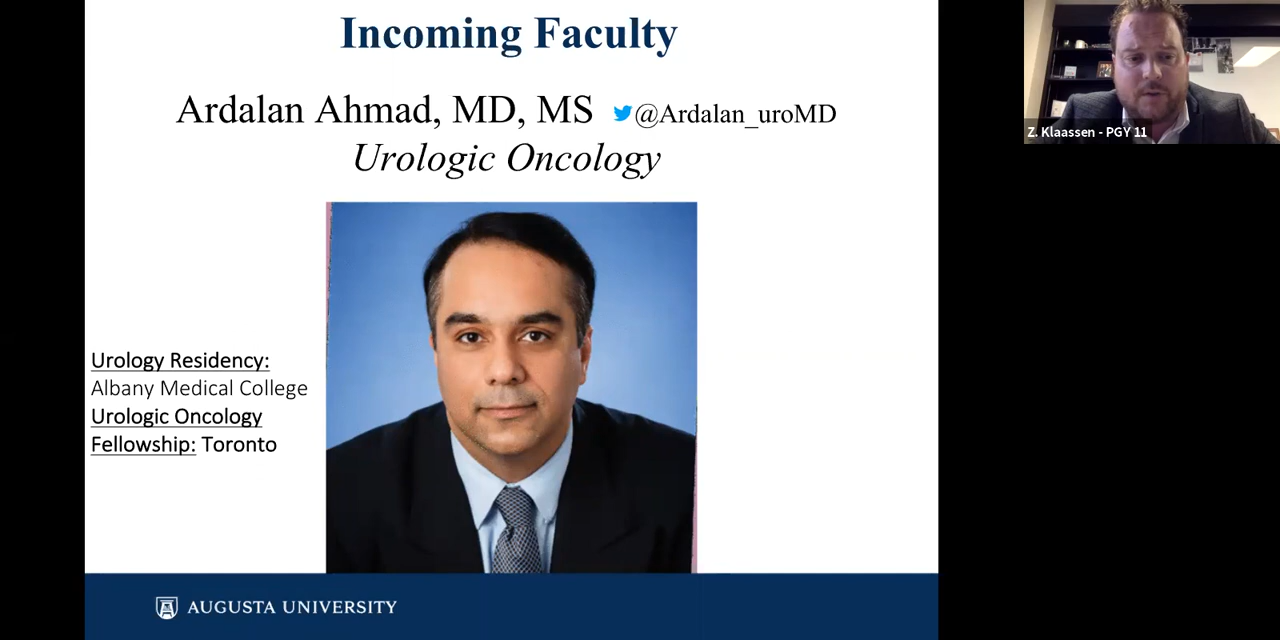 Incoming Faculty
Ardalan Ahmad, MD, MS @Ardalan_uroMD
Urologic Oncology
Urology Residency:
Albany Medical College
Urologic Oncology
Fellowship: Toronto
AUGUSTA UNIVERSITY
Z. Klaassen - PGY 11